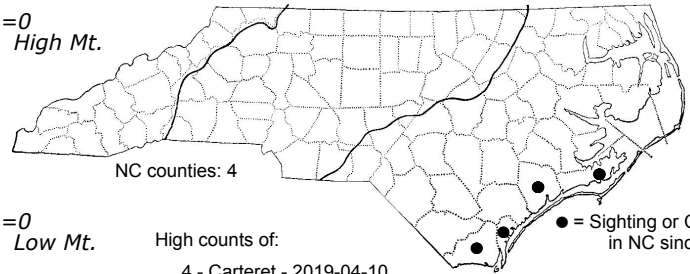 =0
High Mt.
NC counties: 4
=0
Low Mt.
High counts of:
4 - Carteret - 2019-04-10
● = Sighting or
in NC